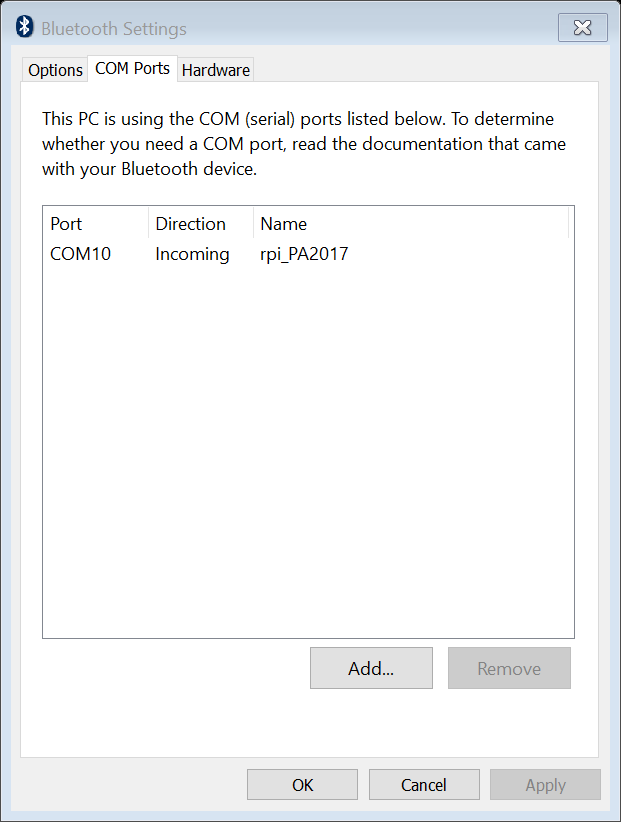 Bluetooth Settings
Options COM Ports Hardware
This PC is using the COM (serial) ports listed below. To determine
whether you need a COM port, read the documentation that came
with your Bluetooth device.
Port Direction Name
COM10 Incoming rpi_PA2017
Add... Remove
OK Cancel Apply